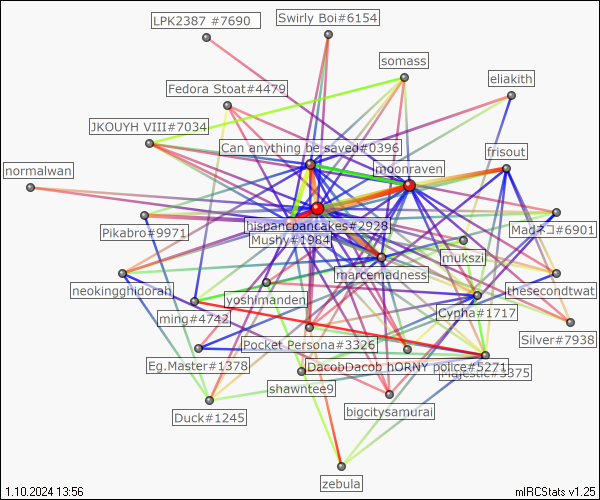 LPK2387 #7690
Swirly Boi#6154
somass
eliakith
Fedora Stoat#4479
JKOUYH VIII#7034
Can anything be saved#0396
frisout
moonraven
normalwan
hispancpancakes#2928
Pikabro#9971
Mushy#1984
Madネコ#6901
mukszi
marcemadness
neokingghidorah
yoshimanden
thesecondtwat
Cypha#1717
ming#4742
Silver#7938
Pocket Persona#3326
Eg.Master#1378
DacobDacob hORNY police#5271
Majestic#3375
shawntee9
bigcitysamurai
Duck#1245
zebula
1.10.2024 13:56
mIRCStats v1.25